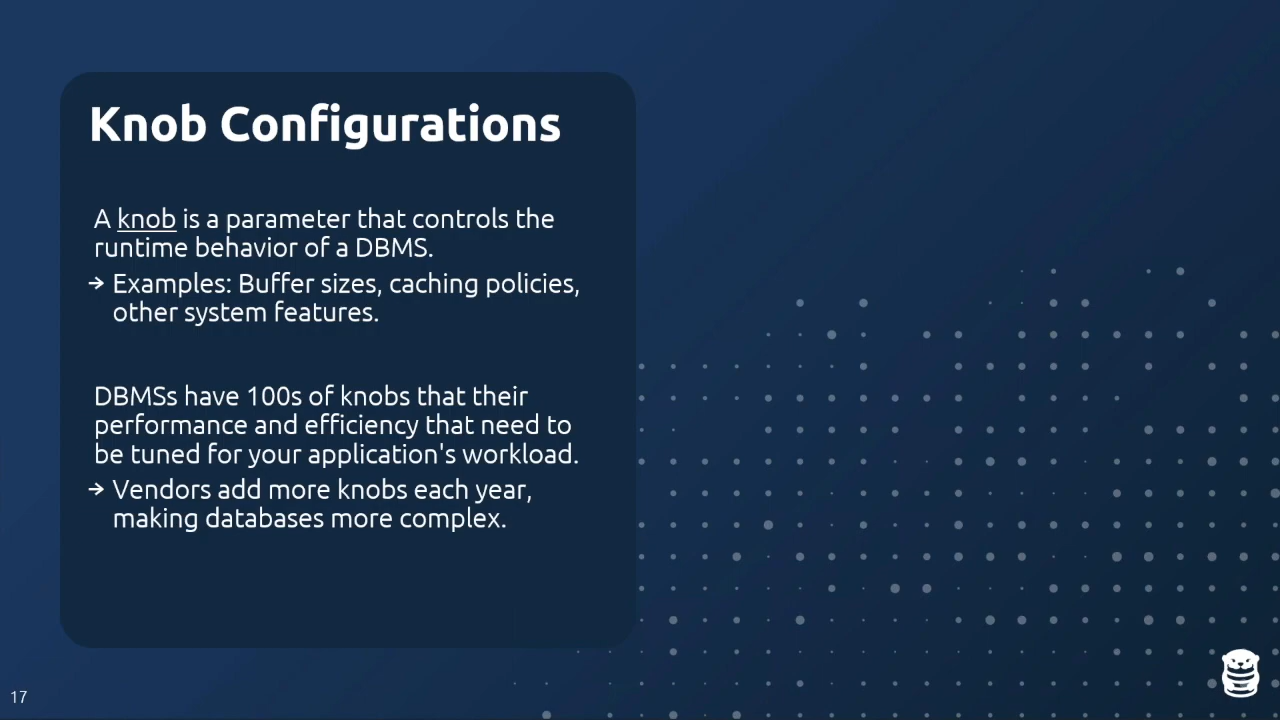 Knob Configurations
A knob is a parameter that controls the
runtime behavior of a DBMS.
→ Examples: Buffer sizes, caching policies,
other system features.
DBMSs have 100s of knobs that their
performance and efficiency that need to
be tuned for your application's workload.
→ Vendors add more knobs each year,
making databases more complex.
17